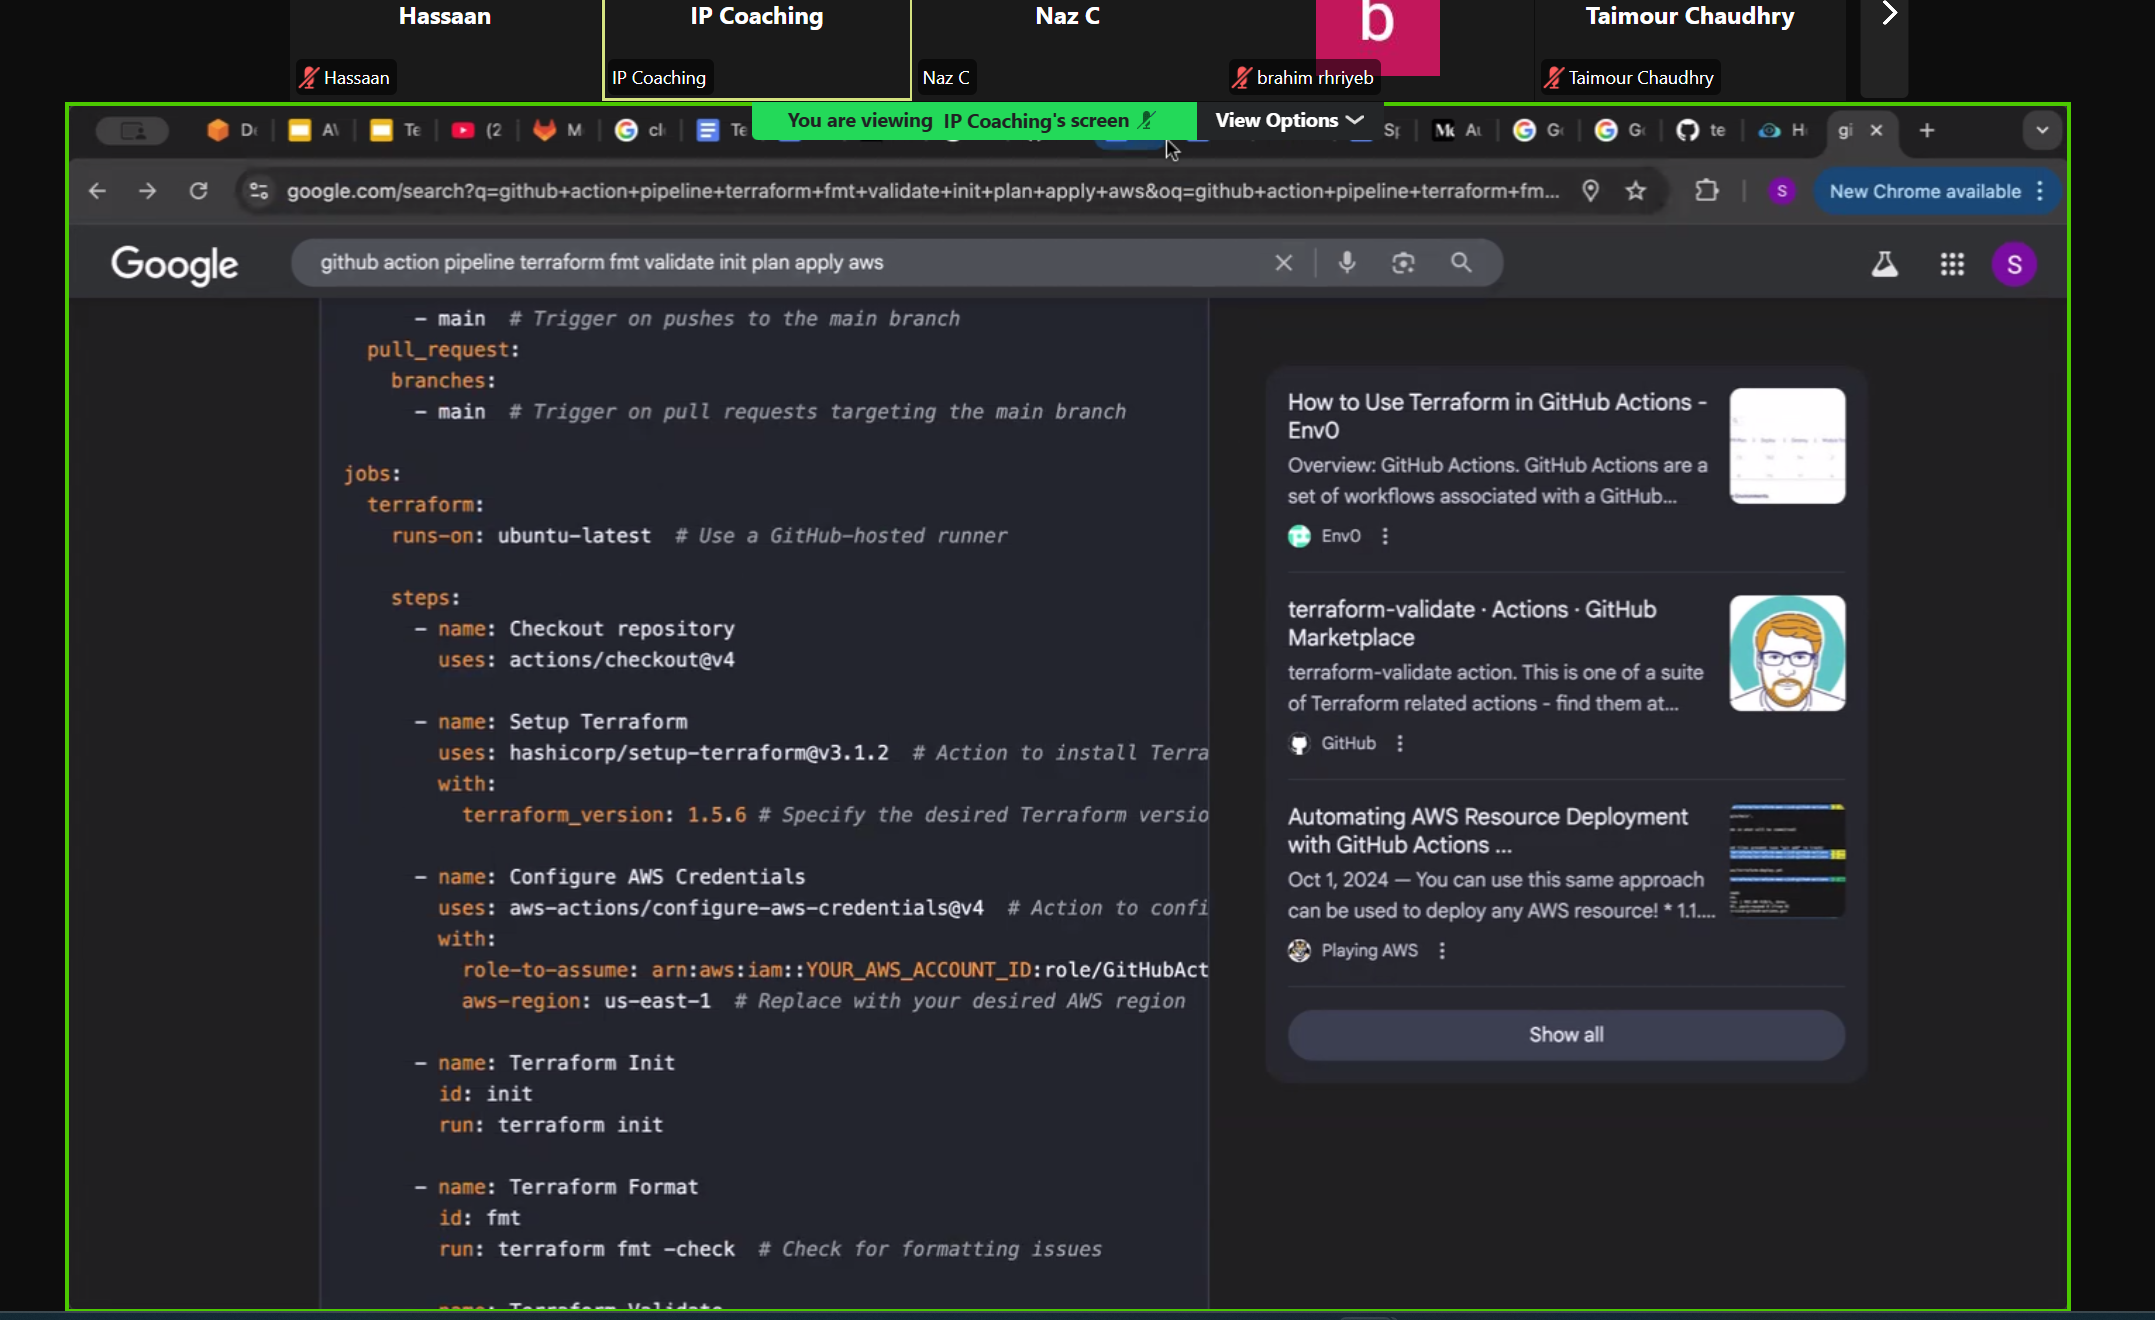 Hassaan
IP Coaching
Naz C
b
Taimour Chaudhry
Hassaan
IP Coaching
Naz C
brahim rhriyeb
Taimour Chaudhry
You are viewing IP Coaching's screen
View Options
google.com/search?q=github+action+pipeline+terraform+fmt+validate+init+plan+apply+aws&oq=github+action+pipeline+terraform+fm...
S
New Chrome available
Google
github action pipeline terraform fmt validate init plan apply aws
S
- main # Trigger on pushes to the main branch
pull_request:
branches:
- main # Trigger on pull requests targeting the main branch
jobs:
terraform:
runs-on: ubuntu-latest # Use a GitHub-hosted runner
steps:
- name: Checkout repository
uses: actions/checkout@v4
- name: Setup Terraform
uses: hashicorp/setup-terraform@v3.1.2 # Action to install Terra
with:
terraform_version: 1.5.6 # Specify the desired Terraform versio
- name: Configure AWS Credentials
uses: aws-actions/configure-aws-credentials@v4 # Action to confi
with:
role-to-assume: arn:aws:iam::YOUR_AWS_ACCOUNT_ID:role/GitHubAct
aws-region: us-east-1 # Replace with your desired AWS region
- name: Terraform Init
id: init
run: terraform init
- name: Terraform Format
id: fmt
run: terraform fmt -check # Check for formatting issues
name: Terraform Validate
How to Use Terraform in GitHub Actions -
Env0
Overview: GitHub Actions. GitHub Actions are a
set of workflows associated with a GitHub...
Env0
terraform-validate · Actions · GitHub
Marketplace
terraform-validate action. This is one of a suite
of Terraform related actions - find them at...
GitHub
Automating AWS Resource Deployment
with GitHub Actions ...
Oct 1, 2024 — You can use this same approach
can be used to deploy any AWS resource! * 1.1....
Playing AWS
Show all